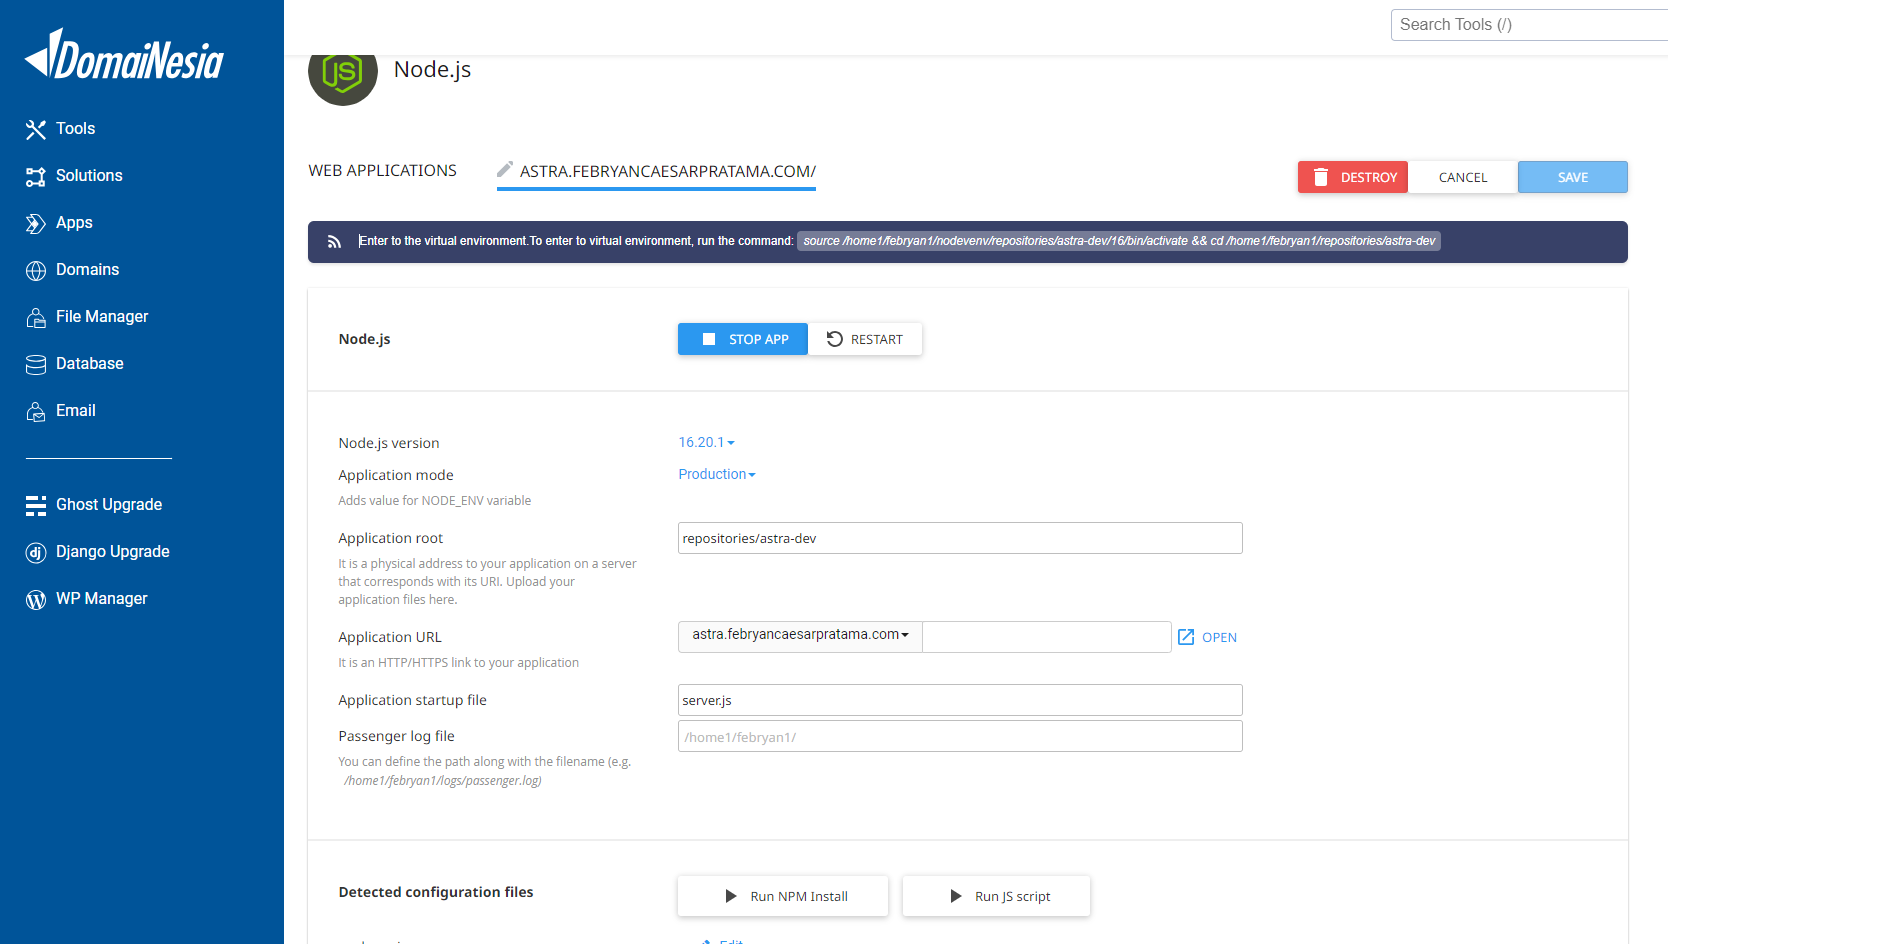 DomaiNesia
Tools
Solutions
Apps
Domains
File Manager
Database
Email
Ghost Upgrade
Django Upgrade
WP Manager
Search Tools (/)
Node.js
WEB APPLICATIONS
ASTRA.FEBRYANCAESARPRATAMA.COM/
DESTROY
CANCEL
SAVE
Enter to the virtual environment.To enter to virtual environment, run the command: source /home1/febryan1/nodevenv/repositories/astra-dev/16/bin/activate && cd /home1/febryan1/repositories/astra-dev
Node.js
STOP APP
RESTART
Node.js version
16.20.1
Application mode
Production
Adds value for NODE_ENV variable
Application root
repositories/astra-dev
It is a physical address to your application on a server
that corresponds with its URI. Upload your
application files here.
Application URL
astra.febryancaesarpratama.com
OPEN
It is an HTTP/HTTPS link to your application
Application startup file
server.js
Passenger log file
/home1/febryan1/
You can define the path along with the filename (e.g.
/home1/febryan1/logs/passenger.log)
Detected configuration files
Run NPM Install
Run JS script
Edit